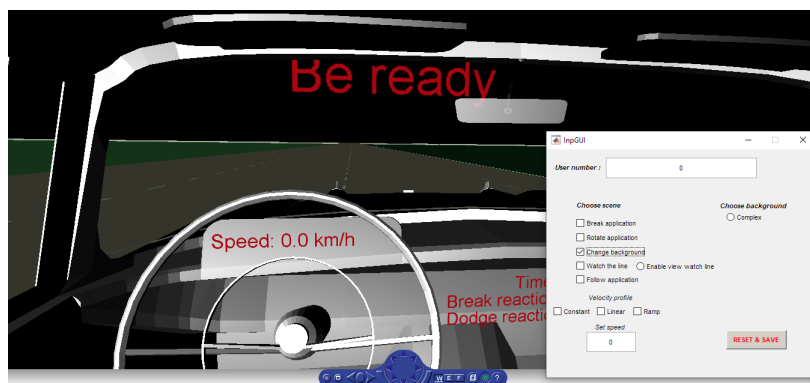 Be ready
Speed: 0.0 km/h
Time
Break reactio
Dodge reactio
InpGUI
User number :
0
Choose scene
Choose background
Break application
Complex
Rotate application
Change background
Watch the line
Enable view watch line
Follow application
Velocity profile
Constant
Linear
Ramp
Set speed
0
RESET & SAVE
W E F
?